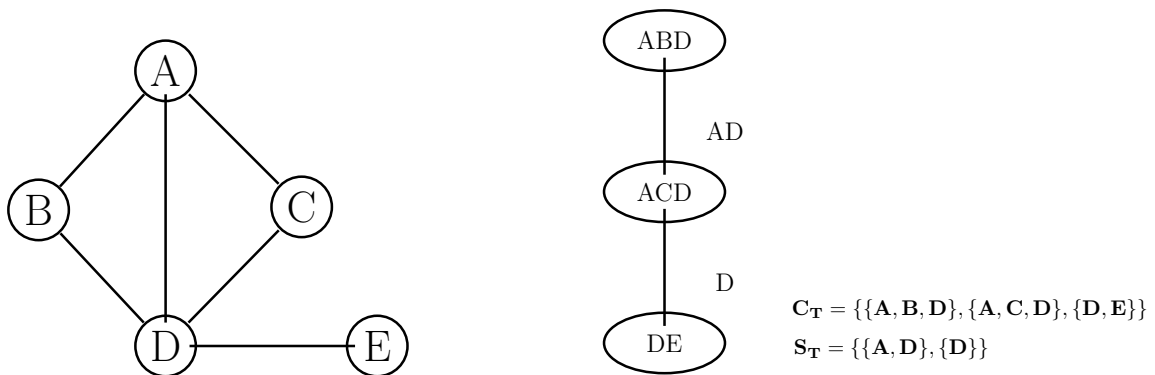 A
B
C
D
E
ABD
AD
ACD
D
DE
C_T = {{A, B, D}, {A, C, D}, {D, E}}
S_T = {{A, D}, {D}}